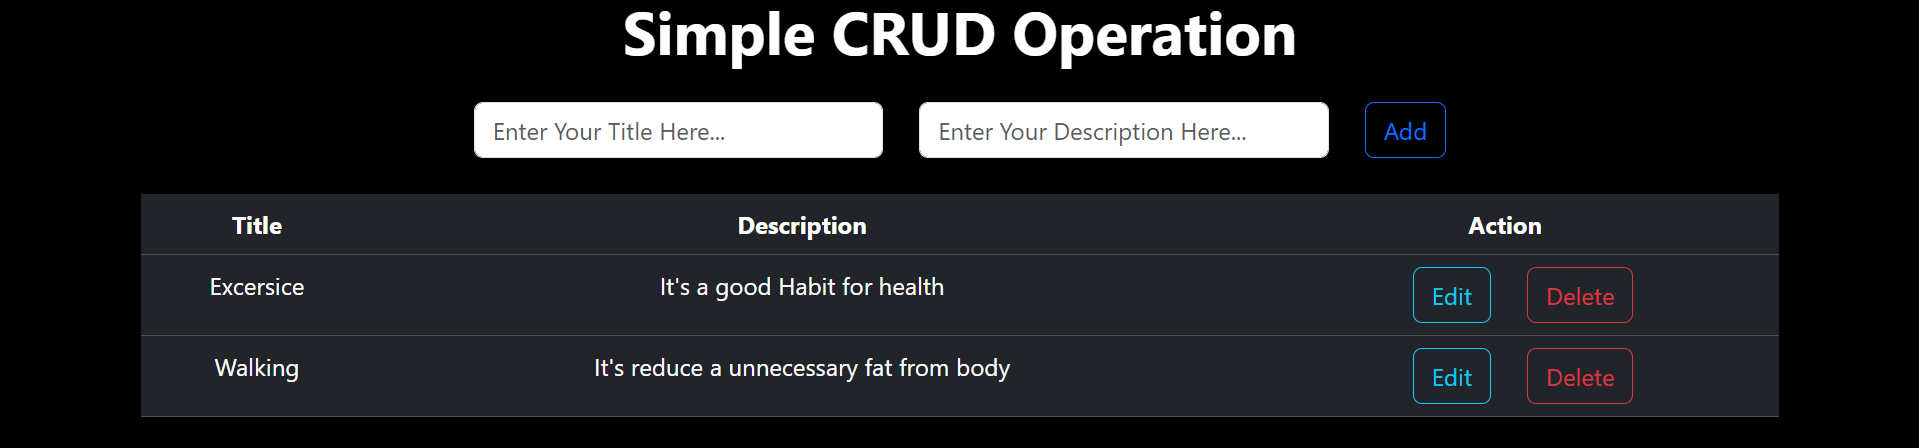 Simple CRUD Operation
Enter Your Title Here... Enter Your Description Here... Add
Title Description Action
Excersice It's a good Habit for health Edit Delete
Walking It's reduce a unnecessary fat from body Edit Delete